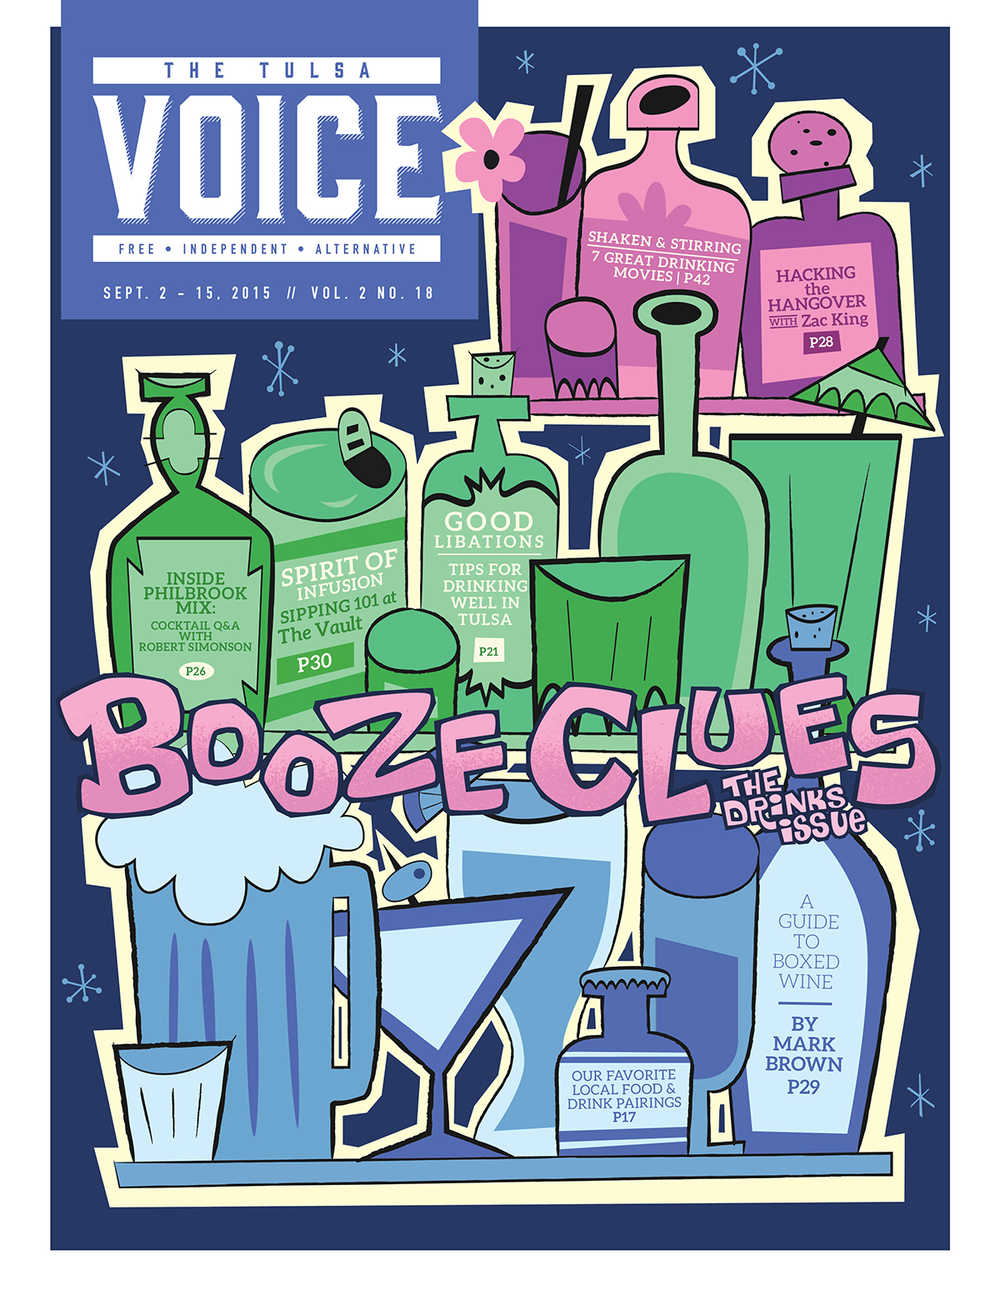 THE TULSA
VOICE
FREE • INDEPENDENT • ALTERNATIVE
SEPT. 2 – 15, 2015 // VOL. 2 NO. 18
SHAKEN & STIRRING
7 GREAT DRINKING
MOVIES | P42
HACKING
the
HANGOVER
WITH Zac King
P28
INSIDE
PHILBROOK
MIX:
COCKTAIL Q&A
WITH
ROBERT SIMONSON
P26
SPIRIT OF
INFUSION
SIPPING 101 at
The Vault
P30
GOOD
LIBATIONS
TIPS FOR
DRINKING
WELL IN
TULSA
P21
BOOZE CLUES
THE
DRINKS
ISSUE
A
GUIDE
TO
BOXED
WINE
BY
MARK
BROWN
P29
OUR FAVORITE
LOCAL FOOD &
DRINK PAIRINGS
P17